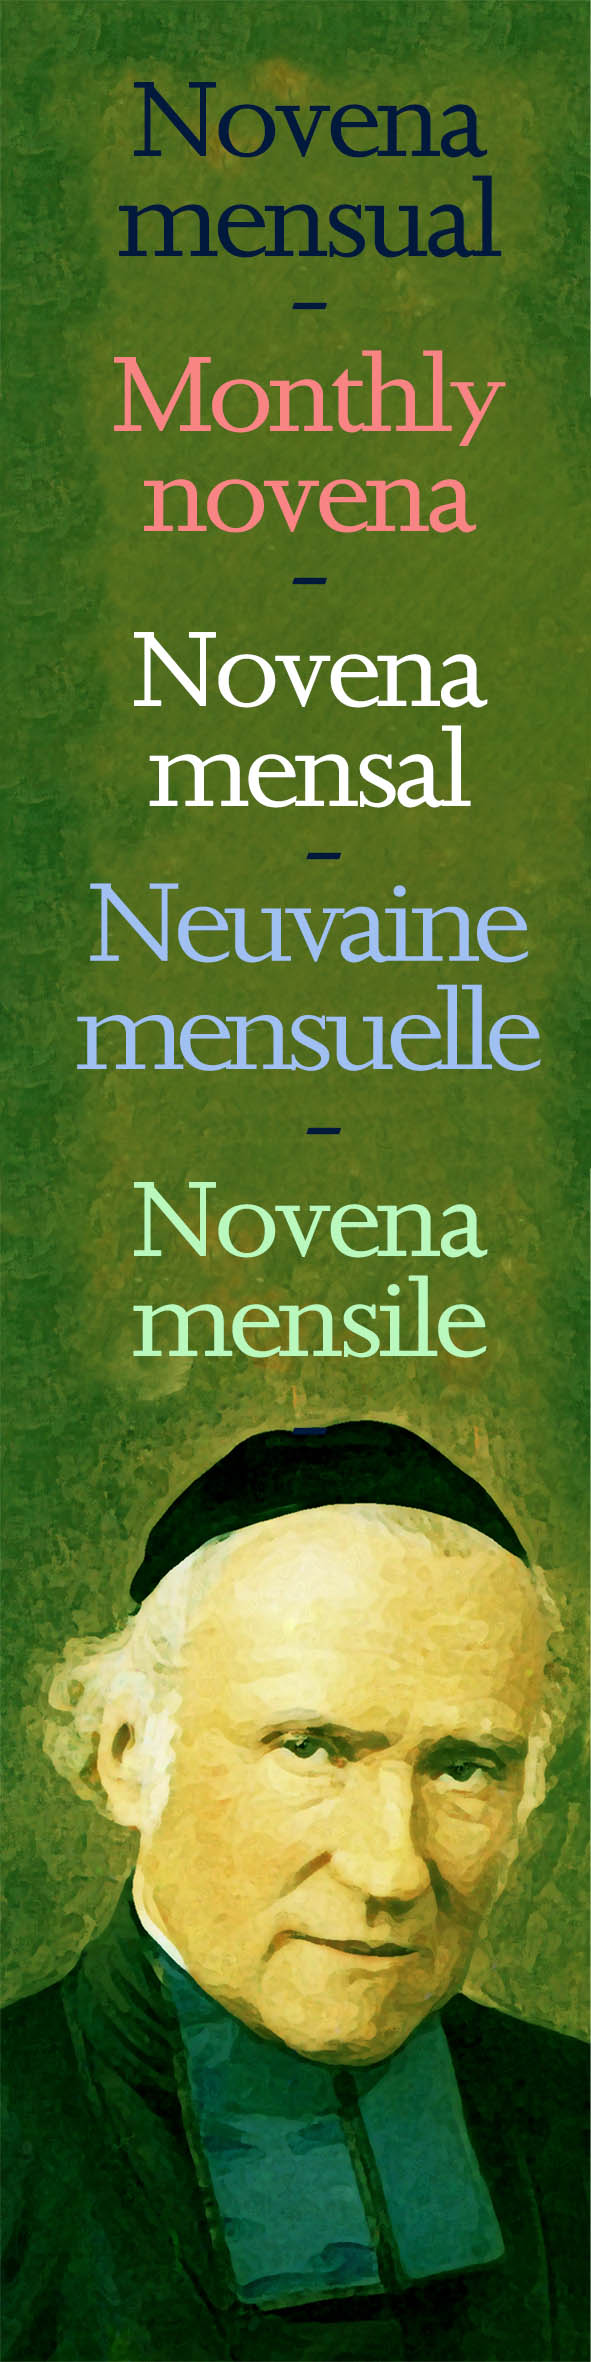 Novena
mensual
–
Monthly
novena
–
Novena
mensal
–
Neuvaine
mensuelle
–
Novena
mensile
–